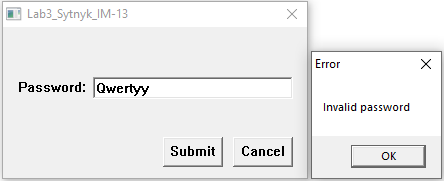 Lab3_Sytnyk_IM-13
Password: Qwertyy
Submit Cancel
Error
Invalid password
OK